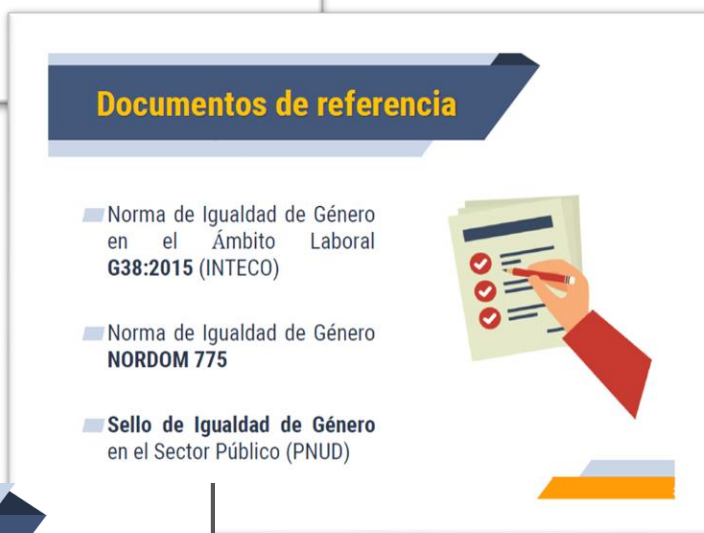 Documentos de referencia
Norma de Igualdad de Género
en el Ámbito Laboral
G38:2015 (INTECO)
Norma de Igualdad de Género
NORDOM 775
Sello de Igualdad de Género
en el Sector Público (PNUD)